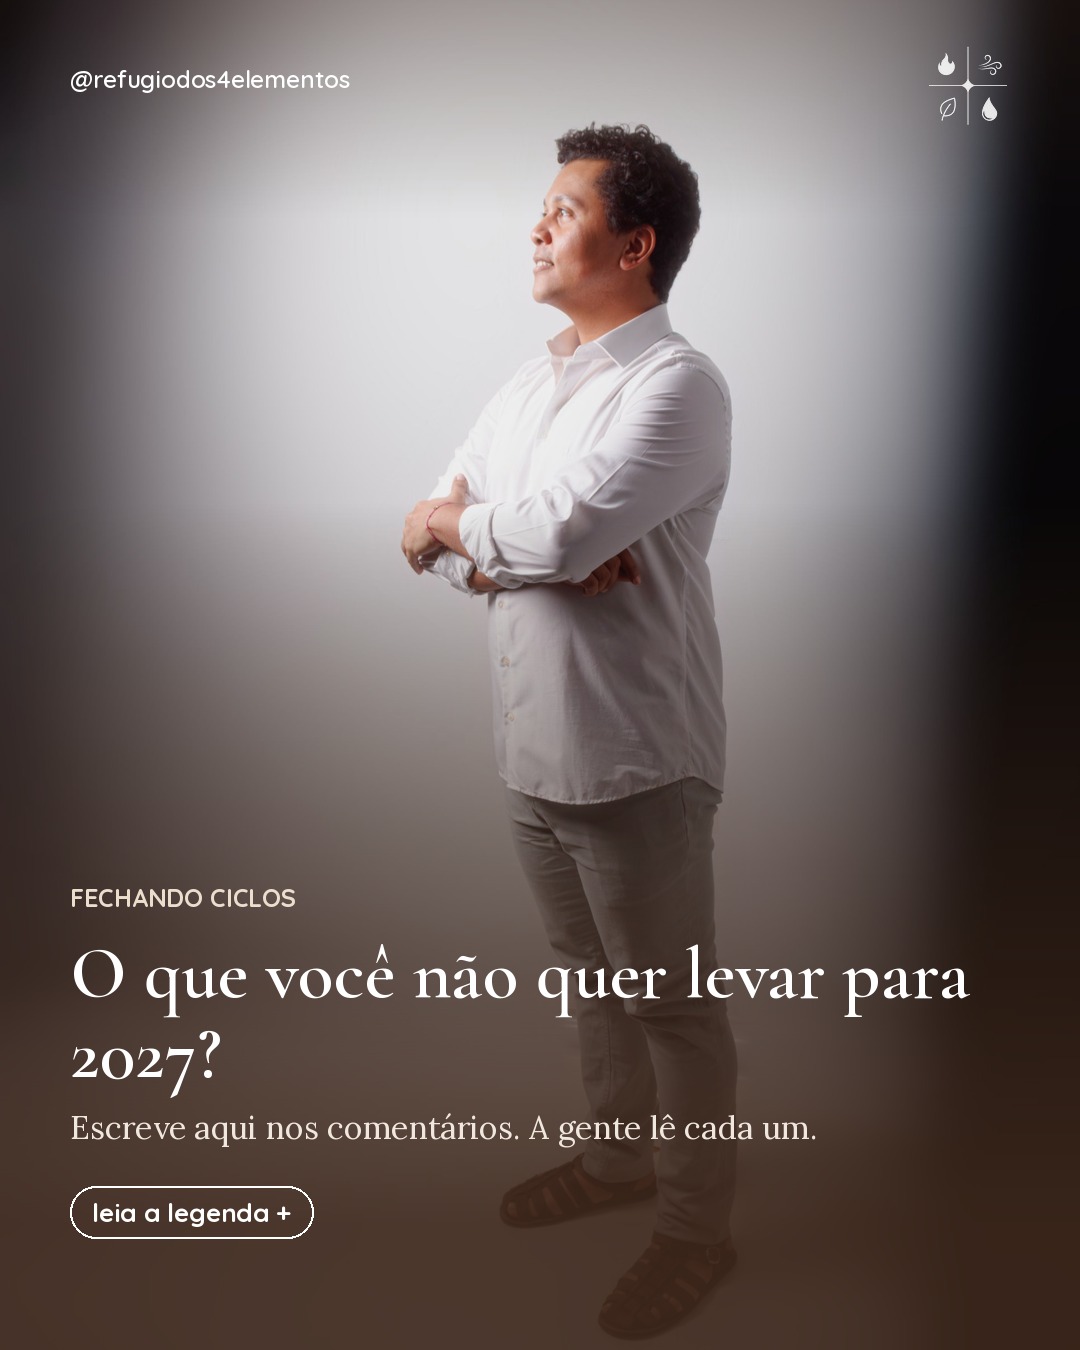 @refugiodos4elementos
FECHANDO CICLOS
O que você não quer levar para
2027?
Escreve aqui nos comentários. A gente lê cada um.
leia a legenda +